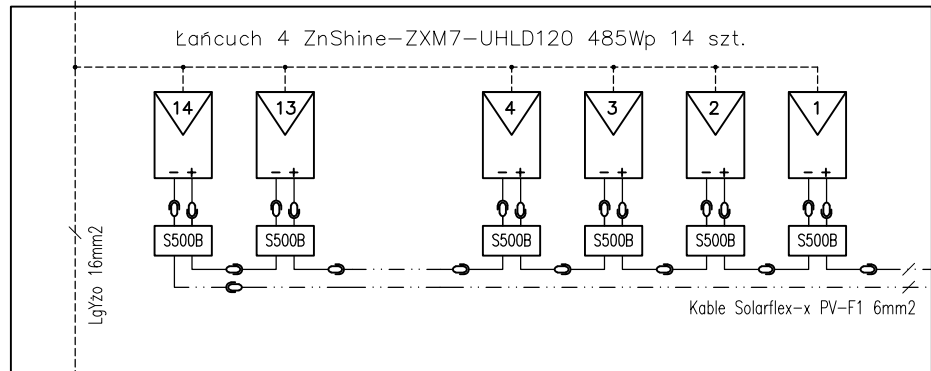 Łańcuch 4 ZnShine-ZXM7-UHLD120 485Wp 14 szt.
14 13 4 3 2 1
- + - + - + - + - + - +
S500B S500B S500B S500B S500B S500B
LgYżo 16mm2
Kable Solarflex-x PV-F1 6mm2